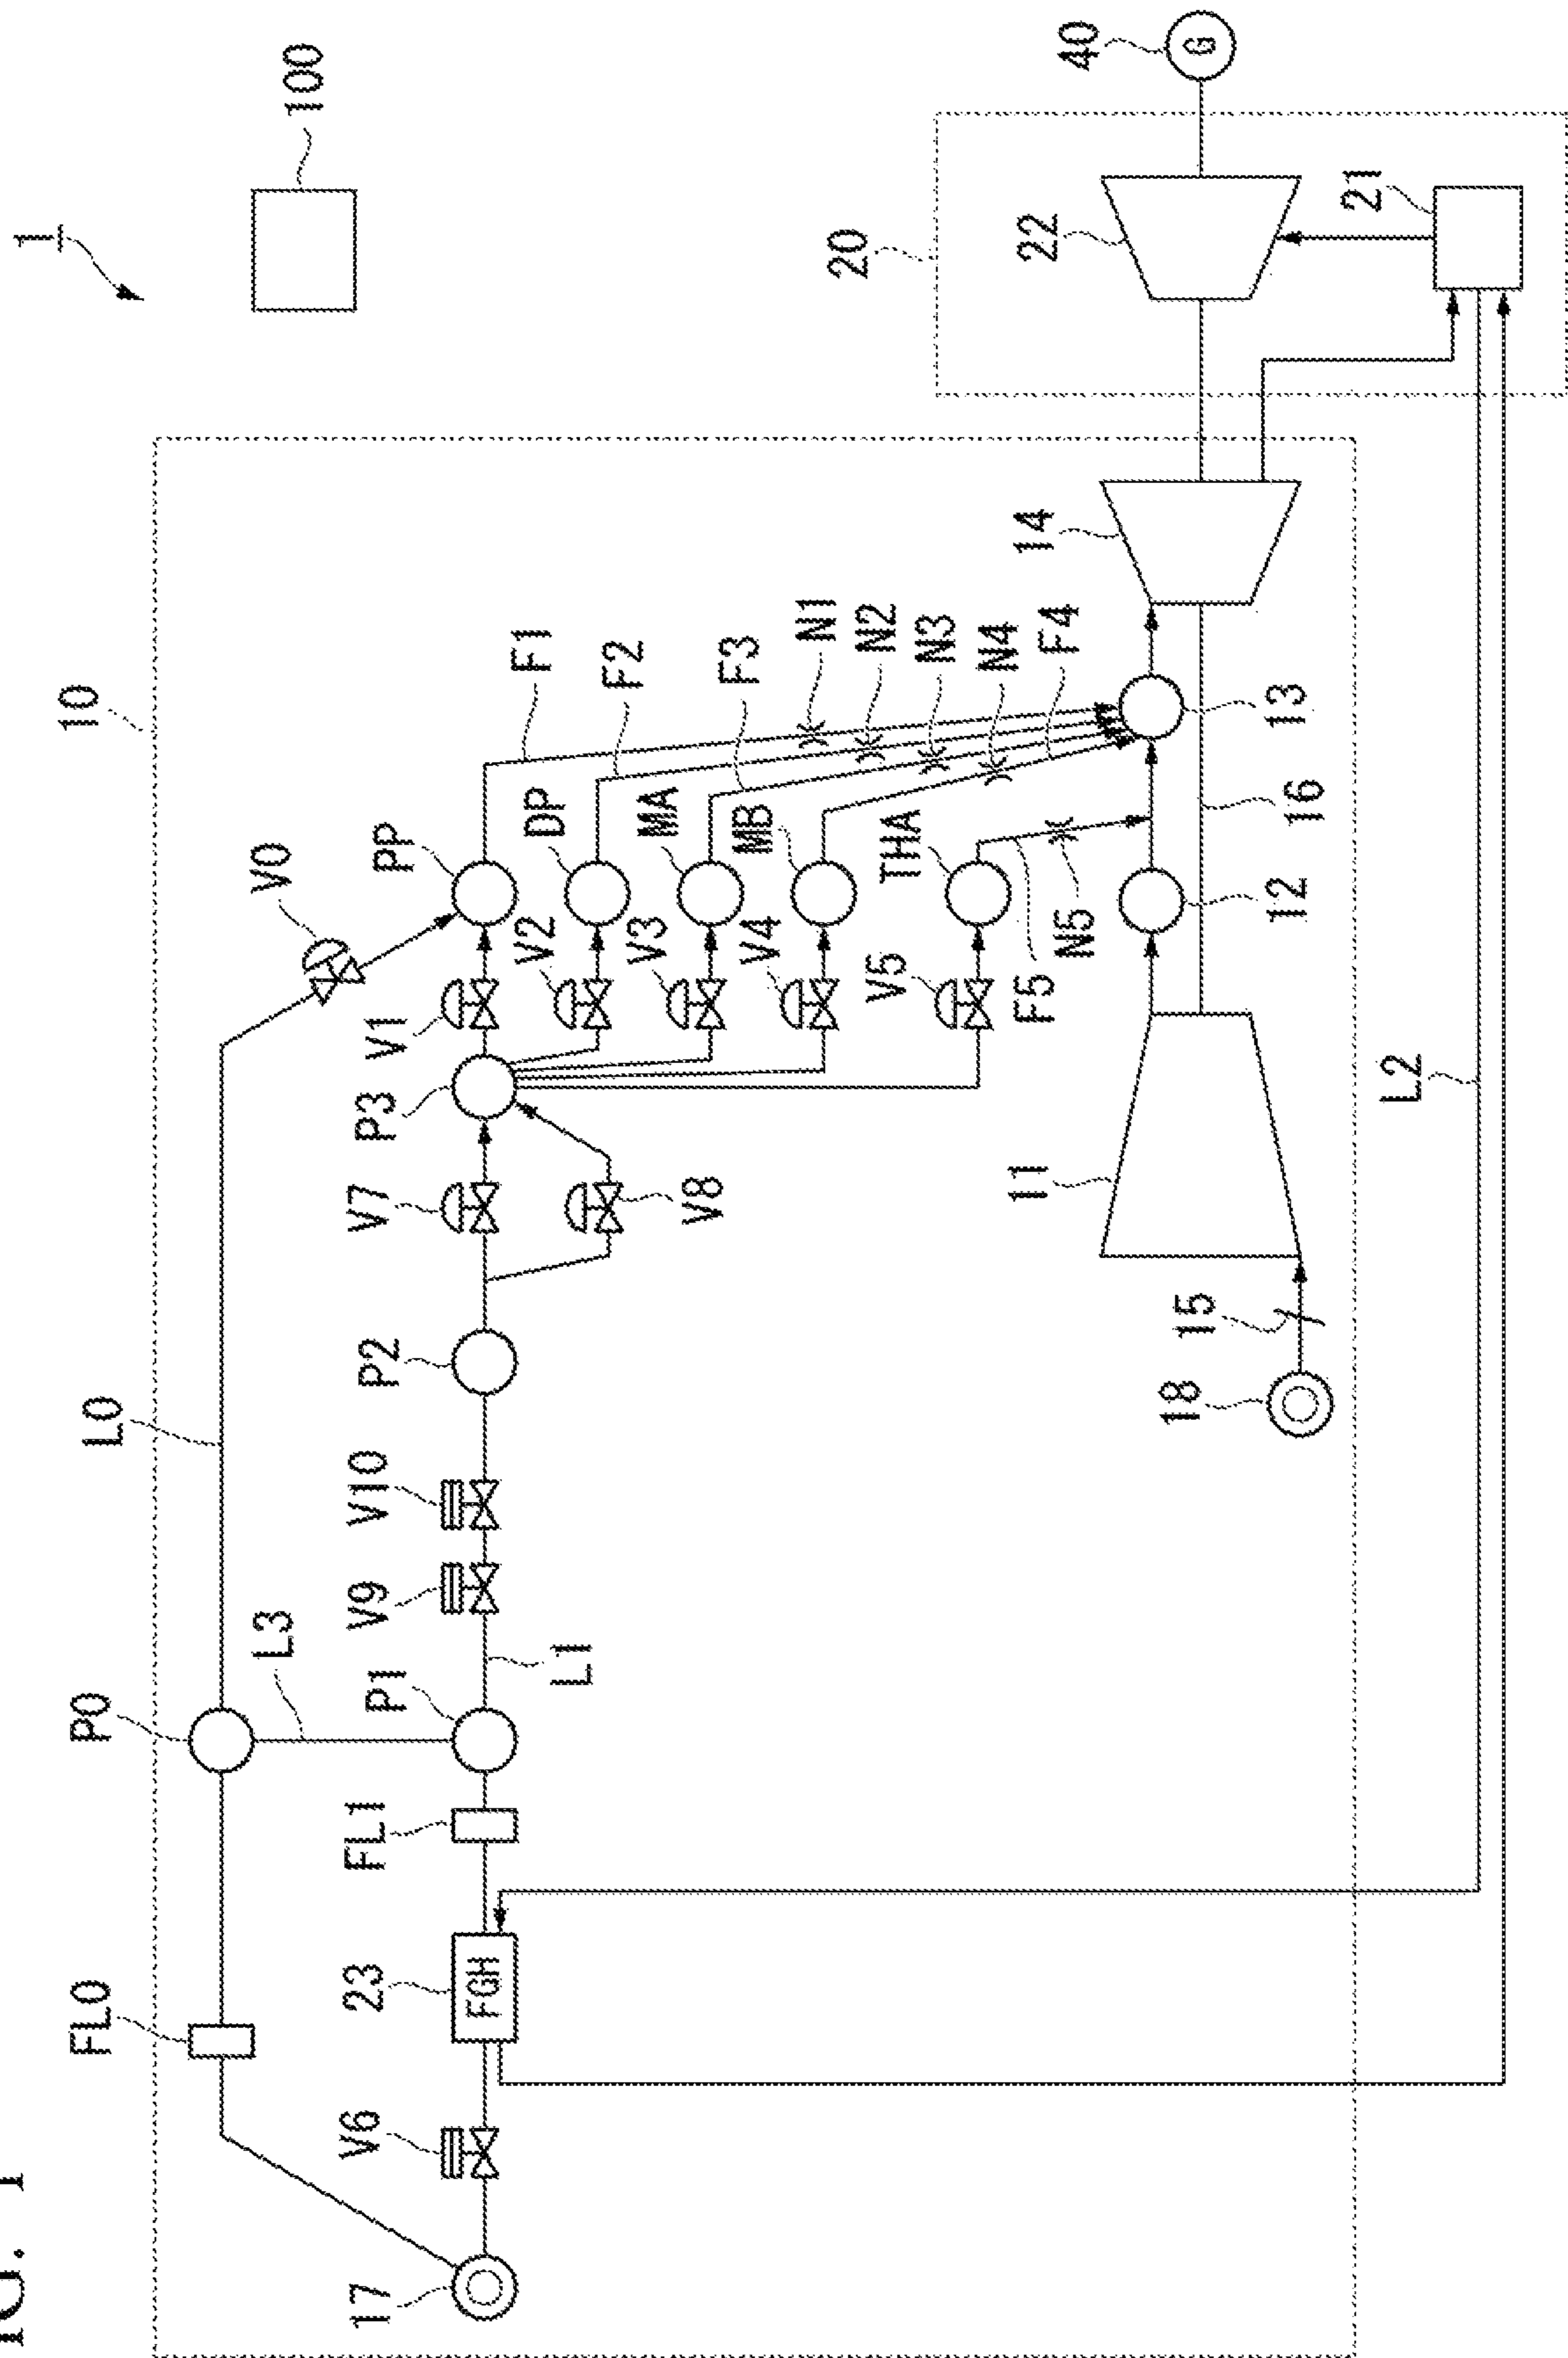 FIG. 1
1
100
10
20
40
G
22
21
L0
V0
PP
F1
DP
F2
MA
F3
MB
THA
N1
N2
N3
N4
F4
14
13
16
12
N5
F5
V1
V2
V3
V4
V5
P3
V7
V8
11
15
18
L2
P2
V10
V9
L3
L1
P0
P1
FL1
FL0
23
FGH
V6
17